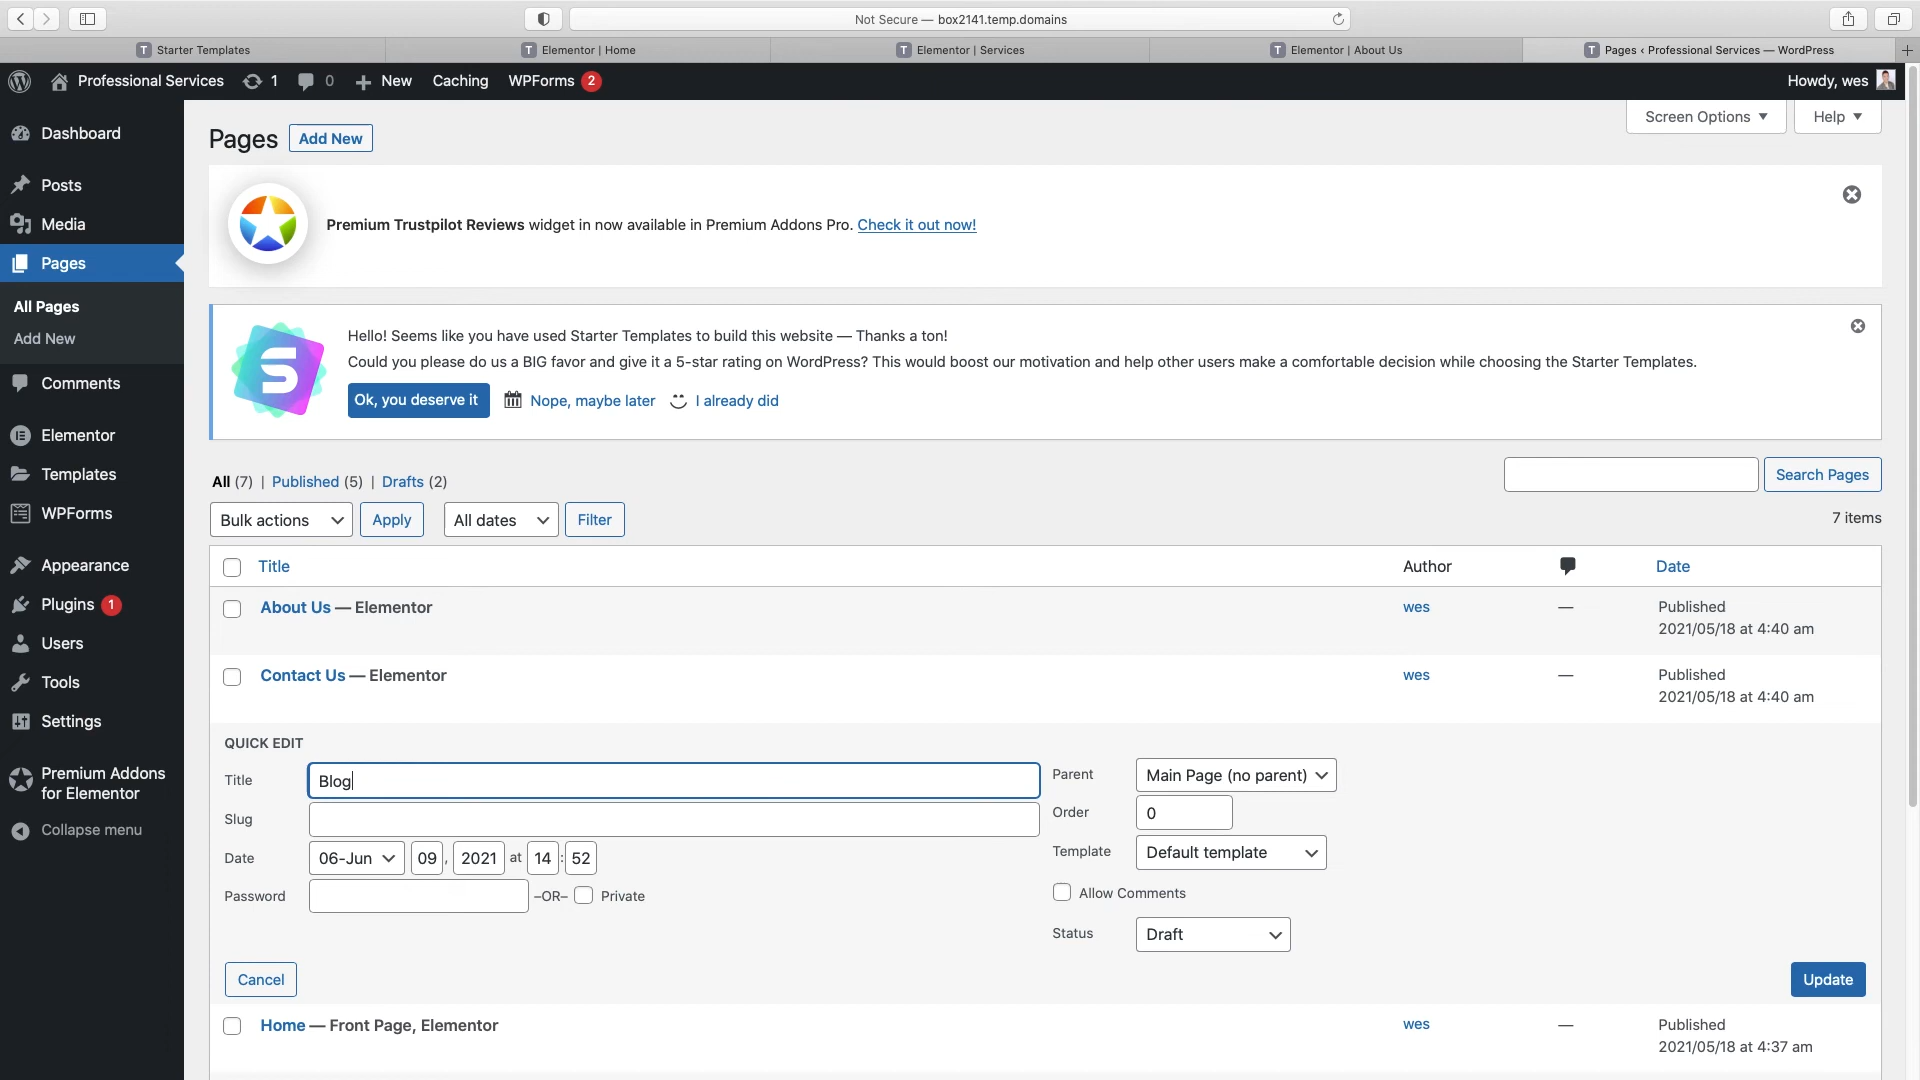 Not Secure — box2141.temp.domains
T Starter Templates
T Elementor | Home
T Elementor | Services
T Elementor | About Us
T Pages ‹ Professional Services — WordPress
Professional Services 1 0 New Caching WPForms 2
Howdy, wes
Dashboard
Posts
Media
Pages
All Pages
Add New
Comments
Elementor
Templates
WPForms
Appearance
Plugins 1
Users
Tools
Settings
Premium Addons
for Elementor
Collapse menu
Screen Options
Help
Pages Add New
Premium Trustpilot Reviews widget in now available in Premium Addons Pro. Check it out now!
Hello! Seems like you have used Starter Templates to build this website — Thanks a ton!
Could you please do us a BIG favor and give it a 5-star rating on WordPress? This would boost our motivation and help other users make a comfortable decision while choosing the Starter Templates.
Ok, you deserve it Nope, maybe later I already did
All (7) | Published (5) | Drafts (2)
Search Pages
Bulk actions Apply All dates Filter
7 items
Title Author Date
About Us — Elementor wes — Published
2021/05/18 at 4:40 am
Contact Us — Elementor wes — Published
2021/05/18 at 4:40 am
QUICK EDIT
Title Blog
Slug
Date 06-Jun 09 , 2021 at 14 : 52
Password –OR– Private
Parent Main Page (no parent)
Order 0
Template Default template
Allow Comments
Status Draft
Cancel Update
Home — Front Page, Elementor wes — Published
2021/05/18 at 4:37 am